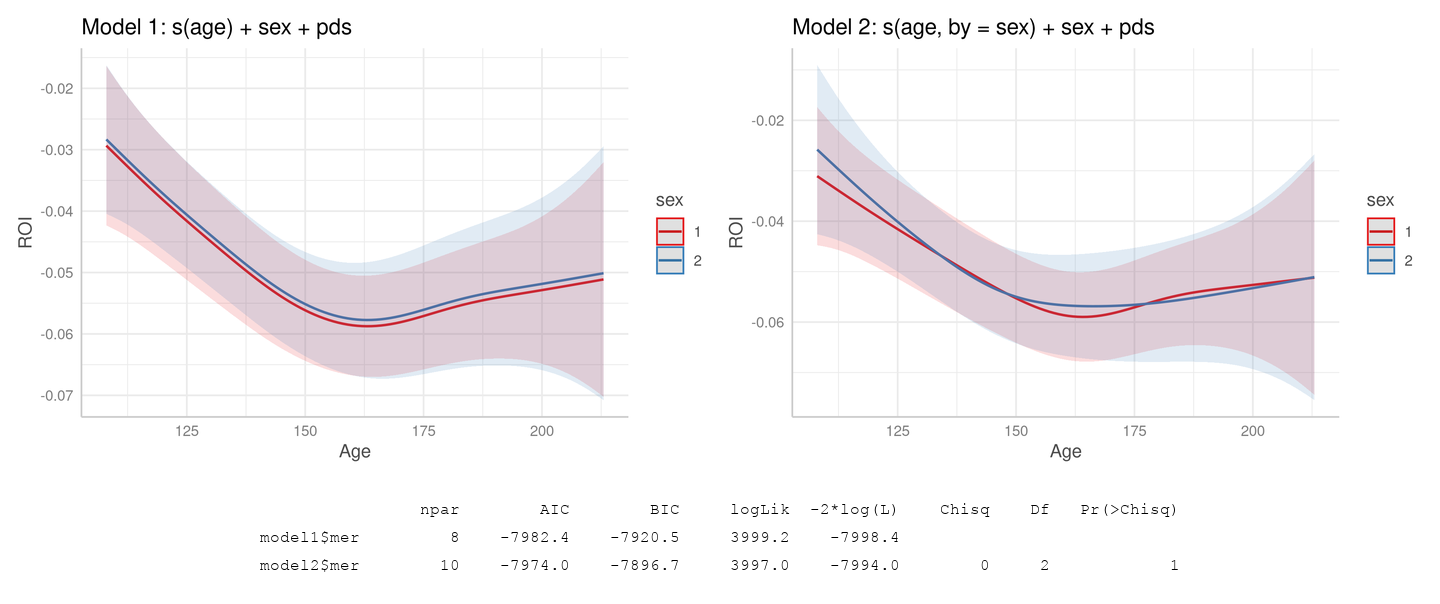 Model 1: s(age) + sex + pds
-0.02
-0.03
-0.04
-0.05
-0.06
-0.07
ROI
125 150 175 200
Age
sex
1
2
Model 2: s(age, by = sex) + sex + pds
-0.02
-0.04
-0.06
ROI
125 150 175 200
Age
sex
1
2
npar AIC BIC logLik -2*log(L) Chisq Df Pr(>Chisq)
model1$mer 8 -7982.4 -7920.5 3999.2 -7998.4
model2$mer 10 -7974.0 -7896.7 3997.0 -7994.0 0 2 1